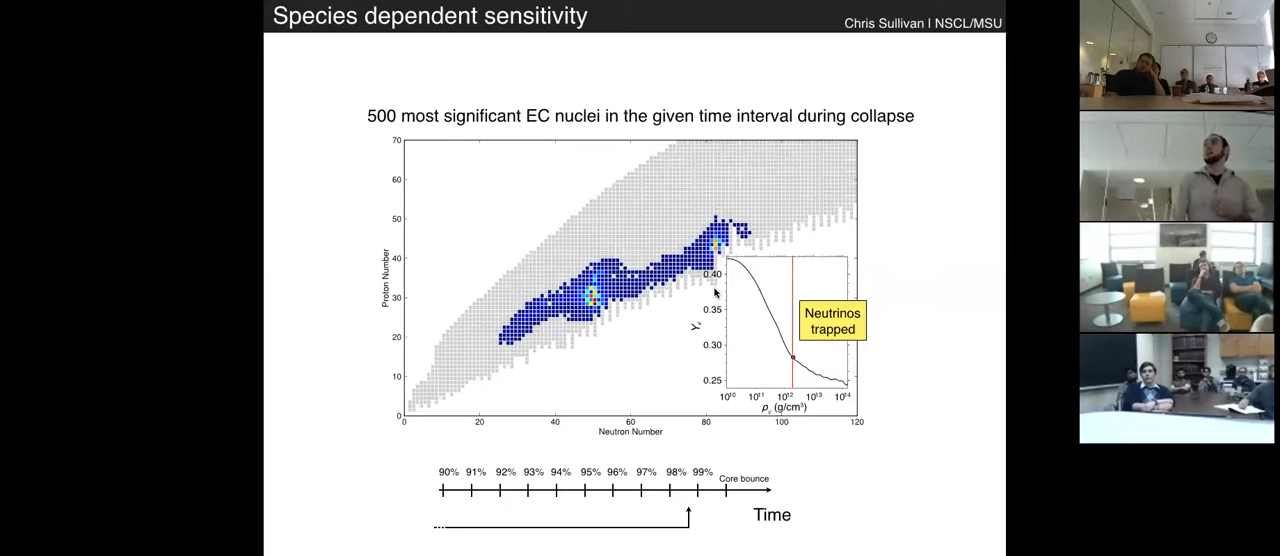 Species dependent sensitivity
Chris Sullivan | NSCL/MSU
500 most significant EC nuclei in the given time interval during collapse
70
60
50
40
30
20
10
0
Proton Number
0 20 40 60 80 100 120
Neutron Number
0.40
0.35
0.30
0.25
Yₑ
Neutrinos
trapped
10¹⁰ 10¹¹ 10¹² 10¹³ 10¹⁴
ρ_c (g/cm³)
90% 91% 92% 93% 94% 95% 96% 97% 98% 99% Core bounce
Time